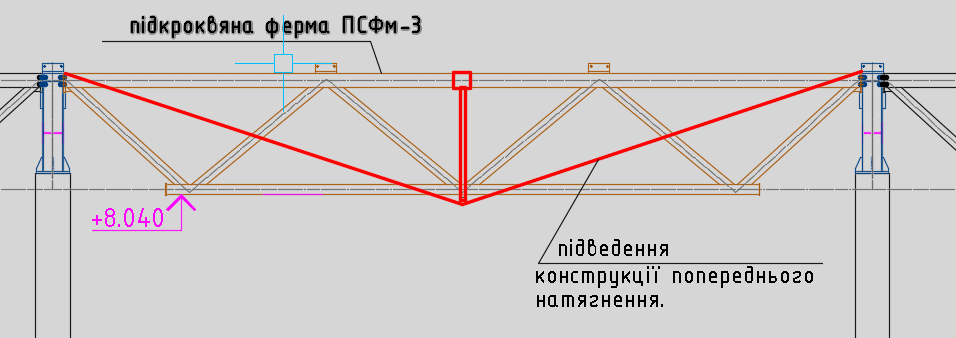 підкроквяна ферма ПСФм-3
+8.040
підведення
конструкції попереднього
натягнення.